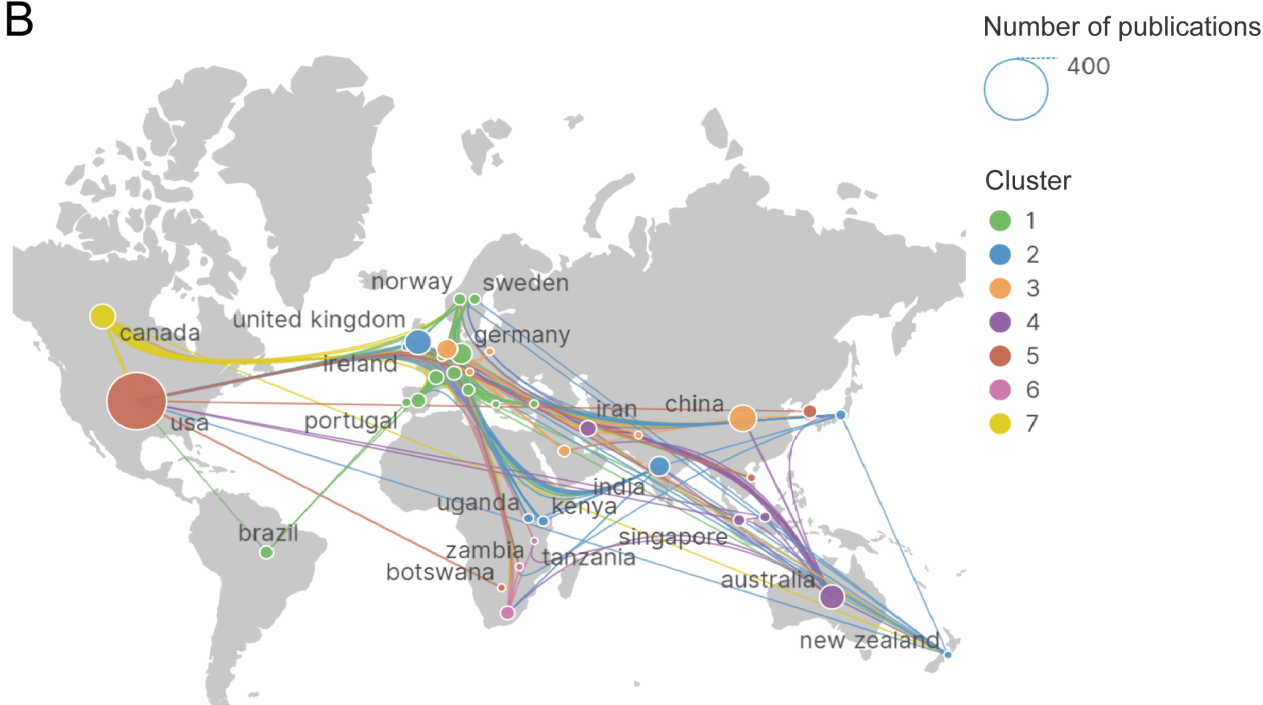 B
Number of publications
400
Cluster
1
2
3
4
5
6
7
norway
sweden
united kingdom
canada
germany
ireland
usa
portugal
iran
china
india
uganda
kenya
brazil
singapore
zambia
tanzania
botswana
australia
new zealand